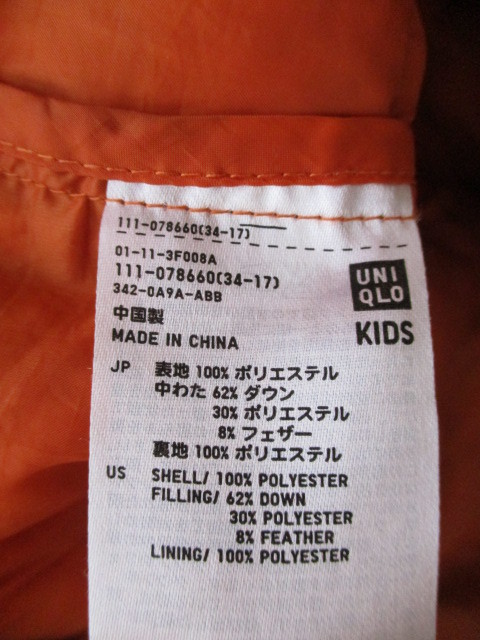 111-078660(34-17)
01-11-3F008A
111-078660(34-17)
342-0A9A-ABB
UNI
QLO
KIDS
中国製
MADE IN CHINA
JP 表地 100% ポリエステル
中わた 62% ダウン
30% ポリエステル
8% フェザー
裏地 100% ポリエステル
US SHELL/ 100% POLYESTER
FILLING/ 62% DOWN
30% POLYESTER
8% FEATHER
LINING/ 100% POLYESTER